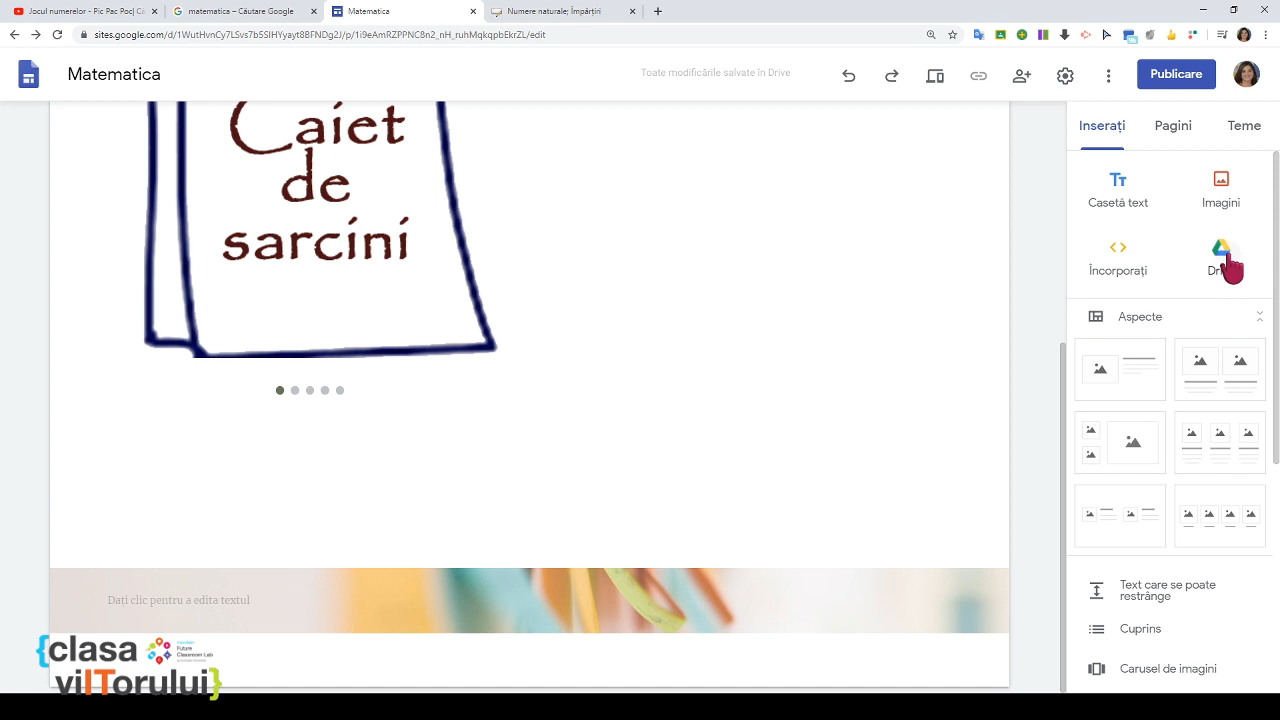 Jocul numerelor - Pic Pac Poc| C
matematica – Căutare Google
Matematica
Numere naturale; Împărțiri
sites.google.com/d/1WutHvnCy7LSvs7b5SIHYyayt8BFNDg2J/p/1i9eAmRZPPNC8n2_nH_ruhMqkqpbEkrZL/edit
Matematica
Toate modificările salvate în Drive
Publicare
Inserați
Pagini
Teme
Casetă text
Imagini
Încorporați
Aspecte
Text care se poate
restrânge
Cuprins
Carusel de imagini
Caiet
de
sarcini
Dați clic pentru a edita textul
{clasa
viITorului}
Future
Classroom Lab